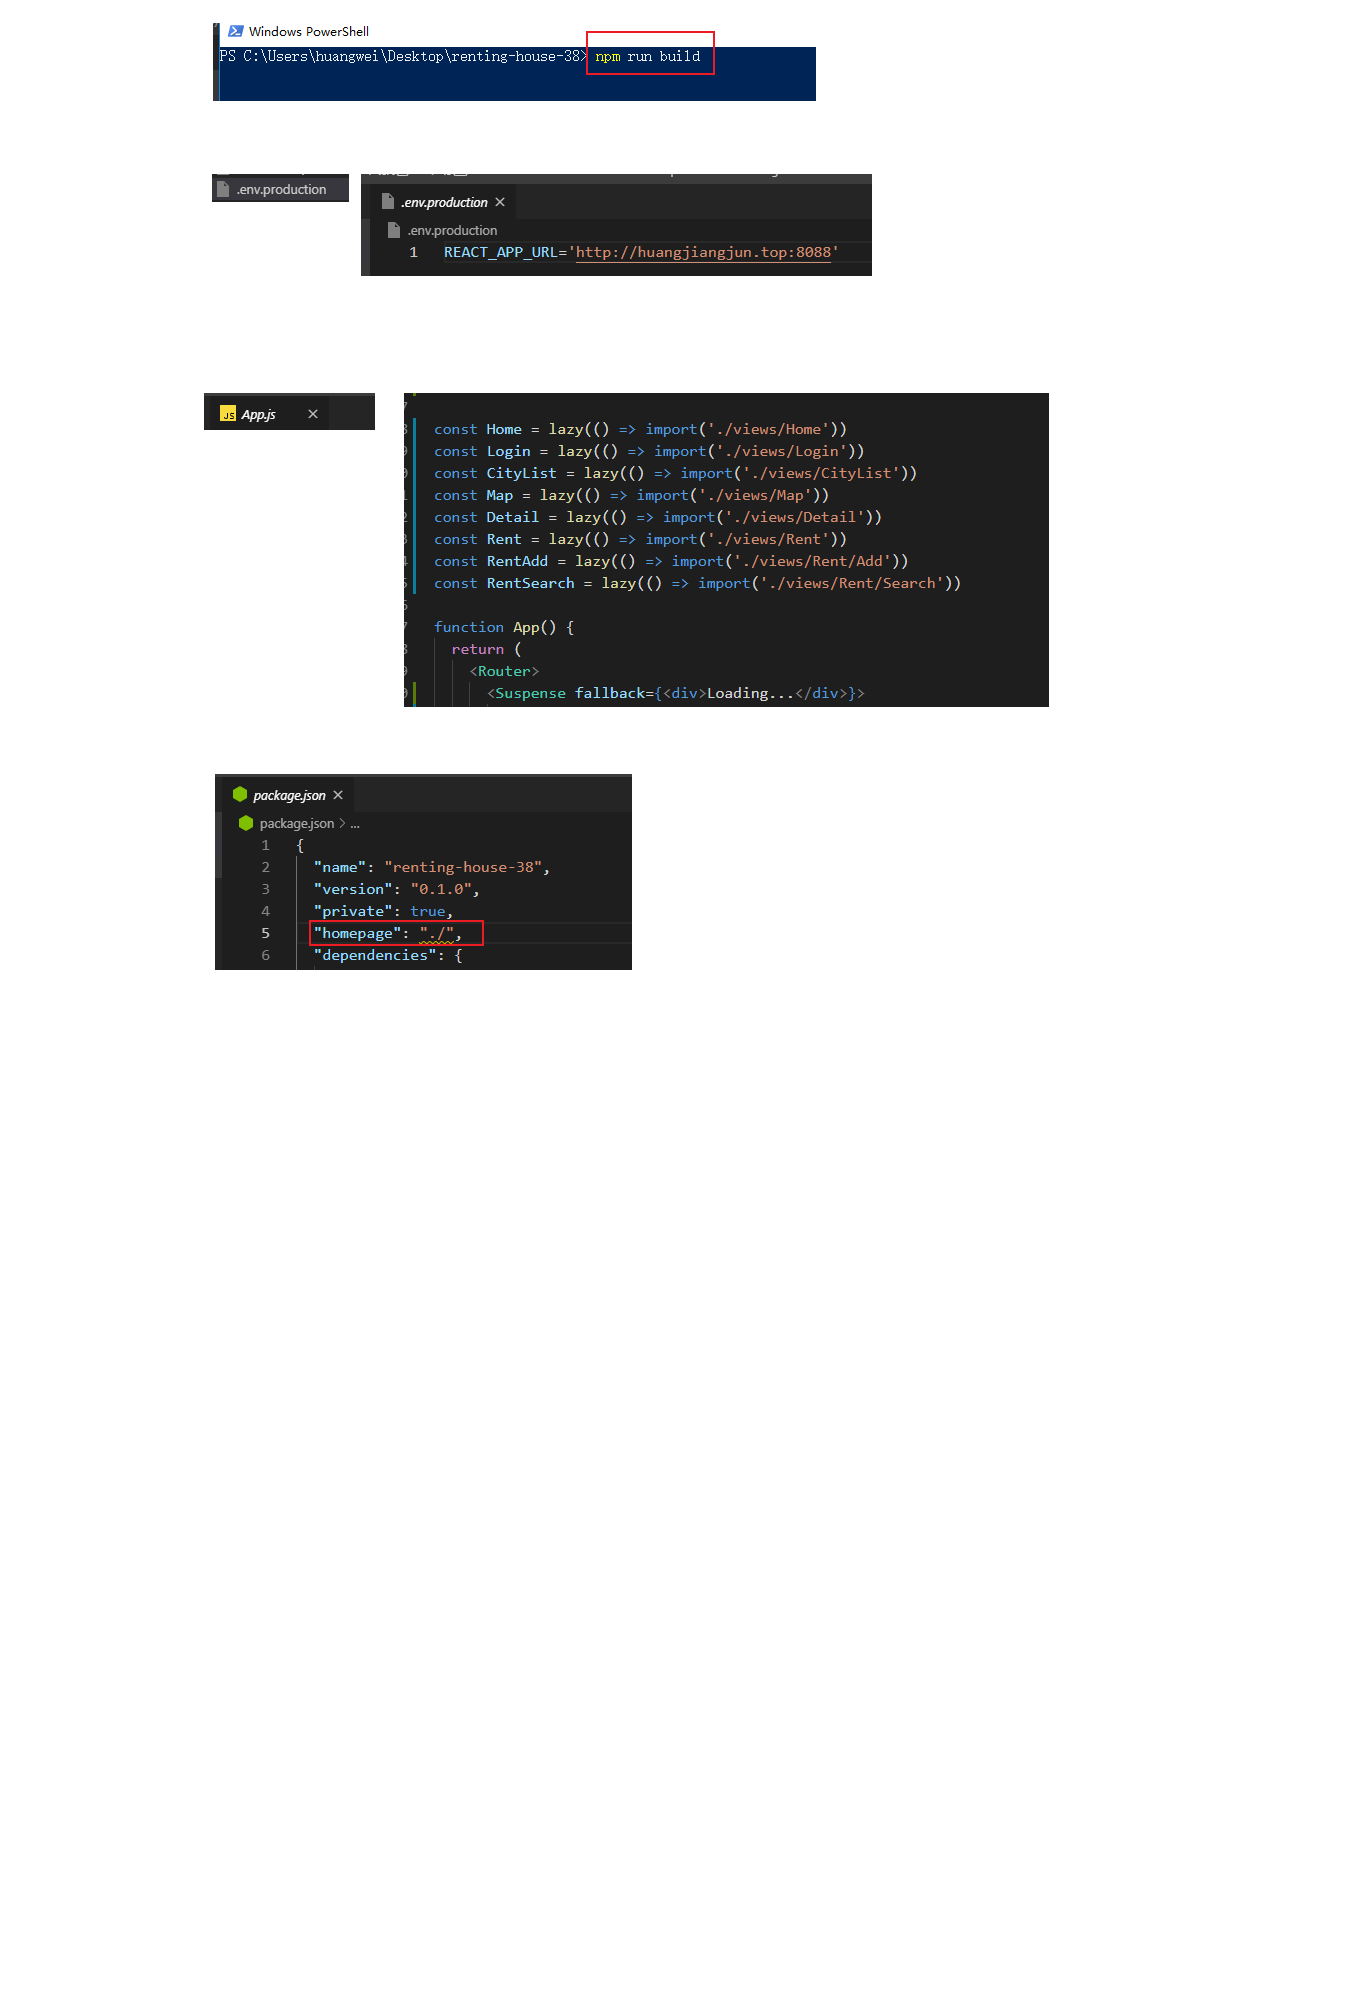 Windows PowerShell
PS C:\Users\huangwei\Desktop\renting-house-38> npm run build
.env.production
.env.production
.env.production
1 REACT_APP_URL='http://huangjiangjun.top:8088'
JS App.js
const Home = lazy(() => import('./views/Home'))
const Login = lazy(() => import('./views/Login'))
const CityList = lazy(() => import('./views/CityList'))
const Map = lazy(() => import('./views/Map'))
const Detail = lazy(() => import('./views/Detail'))
const Rent = lazy(() => import('./views/Rent'))
const RentAdd = lazy(() => import('./views/Rent/Add'))
const RentSearch = lazy(() => import('./views/Rent/Search'))
function App() {
return (
<Router>
<Suspense fallback={<div>Loading...</div>}>
package.json
package.json > ...
1 {
2 "name": "renting-house-38",
3 "version": "0.1.0",
4 "private": true,
5 "homepage": "./",
6 "dependencies": {